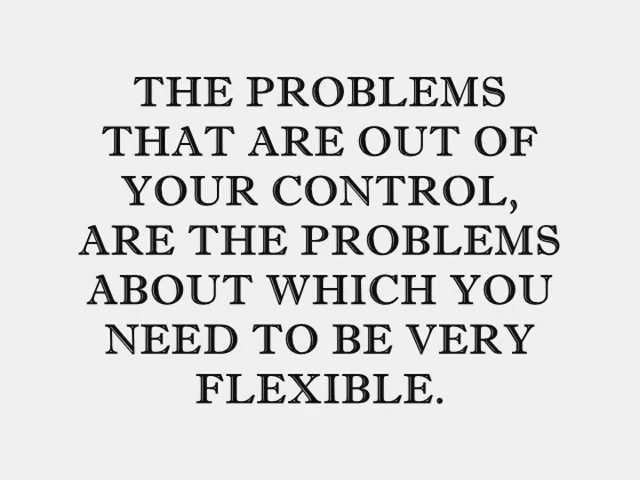 THE PROBLEMS
THAT ARE OUT OF
YOUR CONTROL,
ARE THE PROBLEMS
ABOUT WHICH YOU
NEED TO BE VERY
FLEXIBLE.